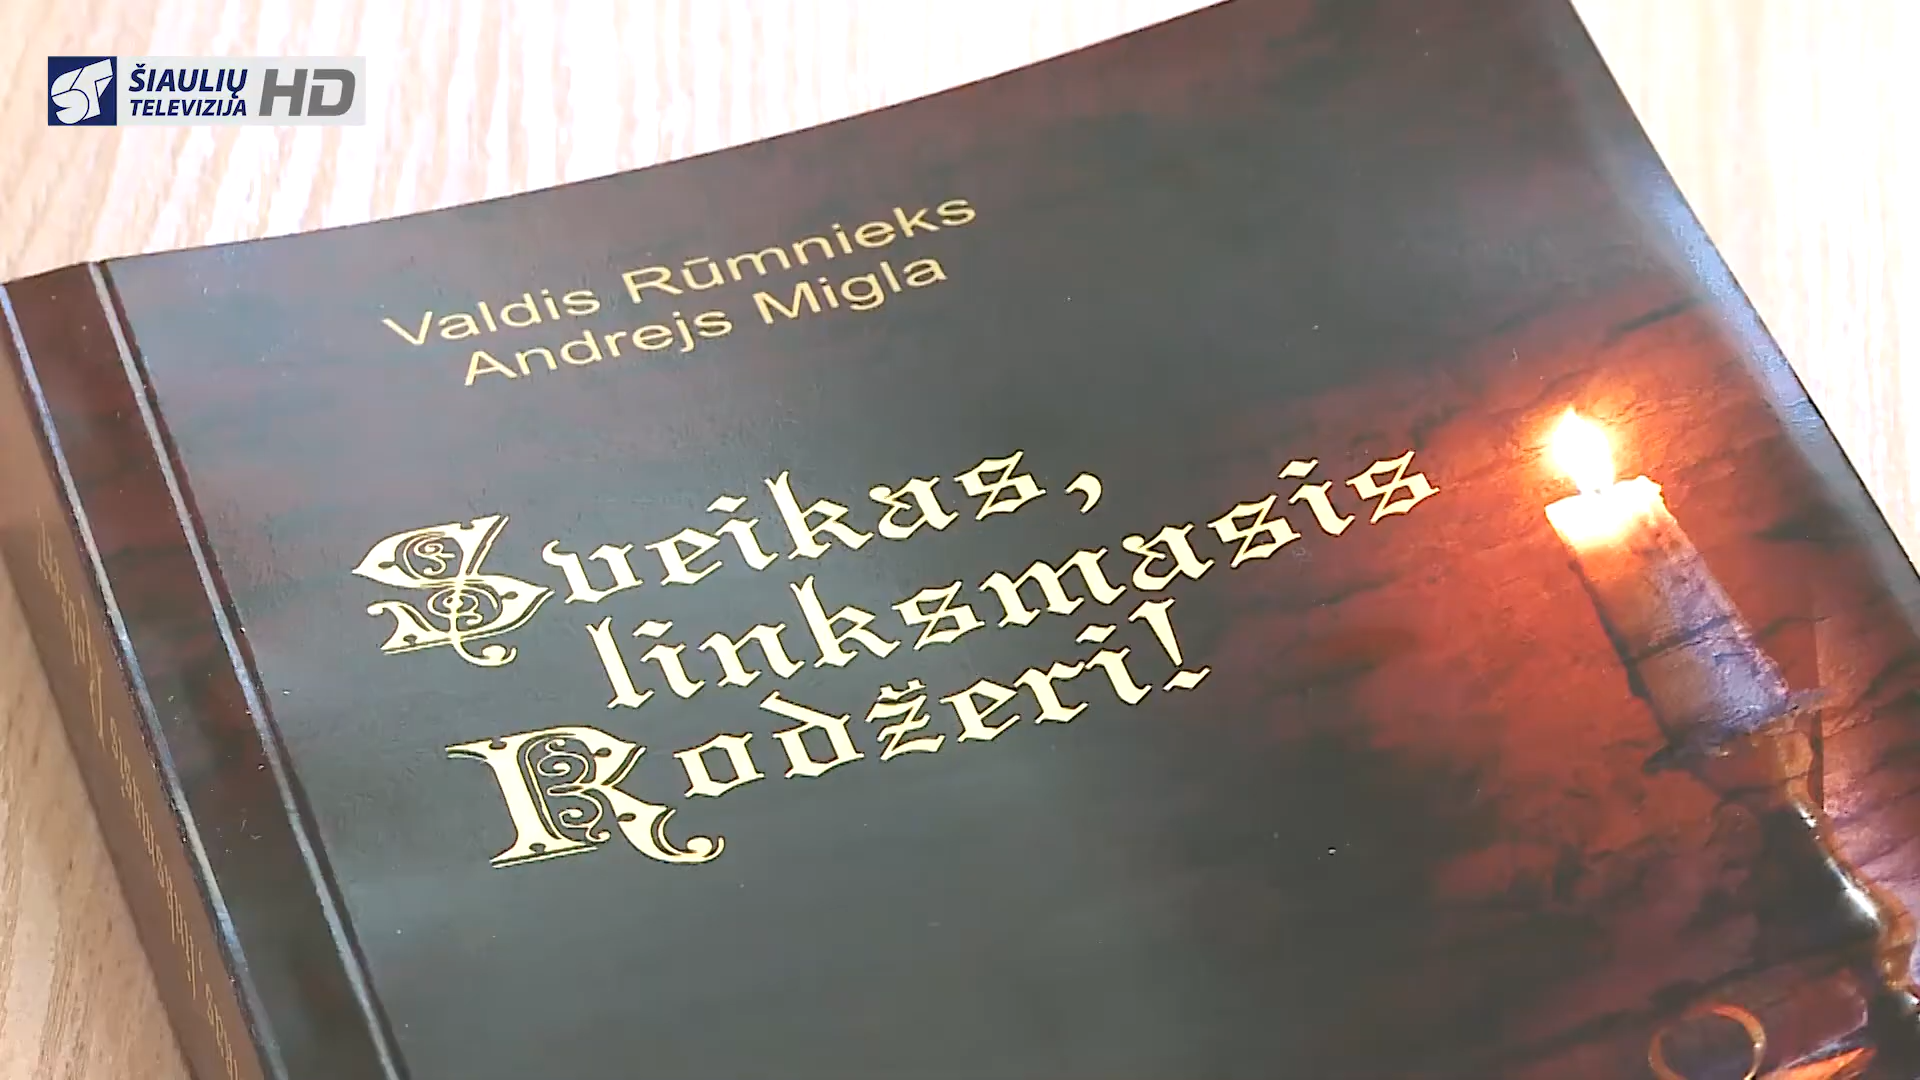 ŠIAULIŲ
TELEVIZIJA HD
Valdis Rūmnieks
Andrejs Migla
Sveikas,
linksmasis
Rodžeri!